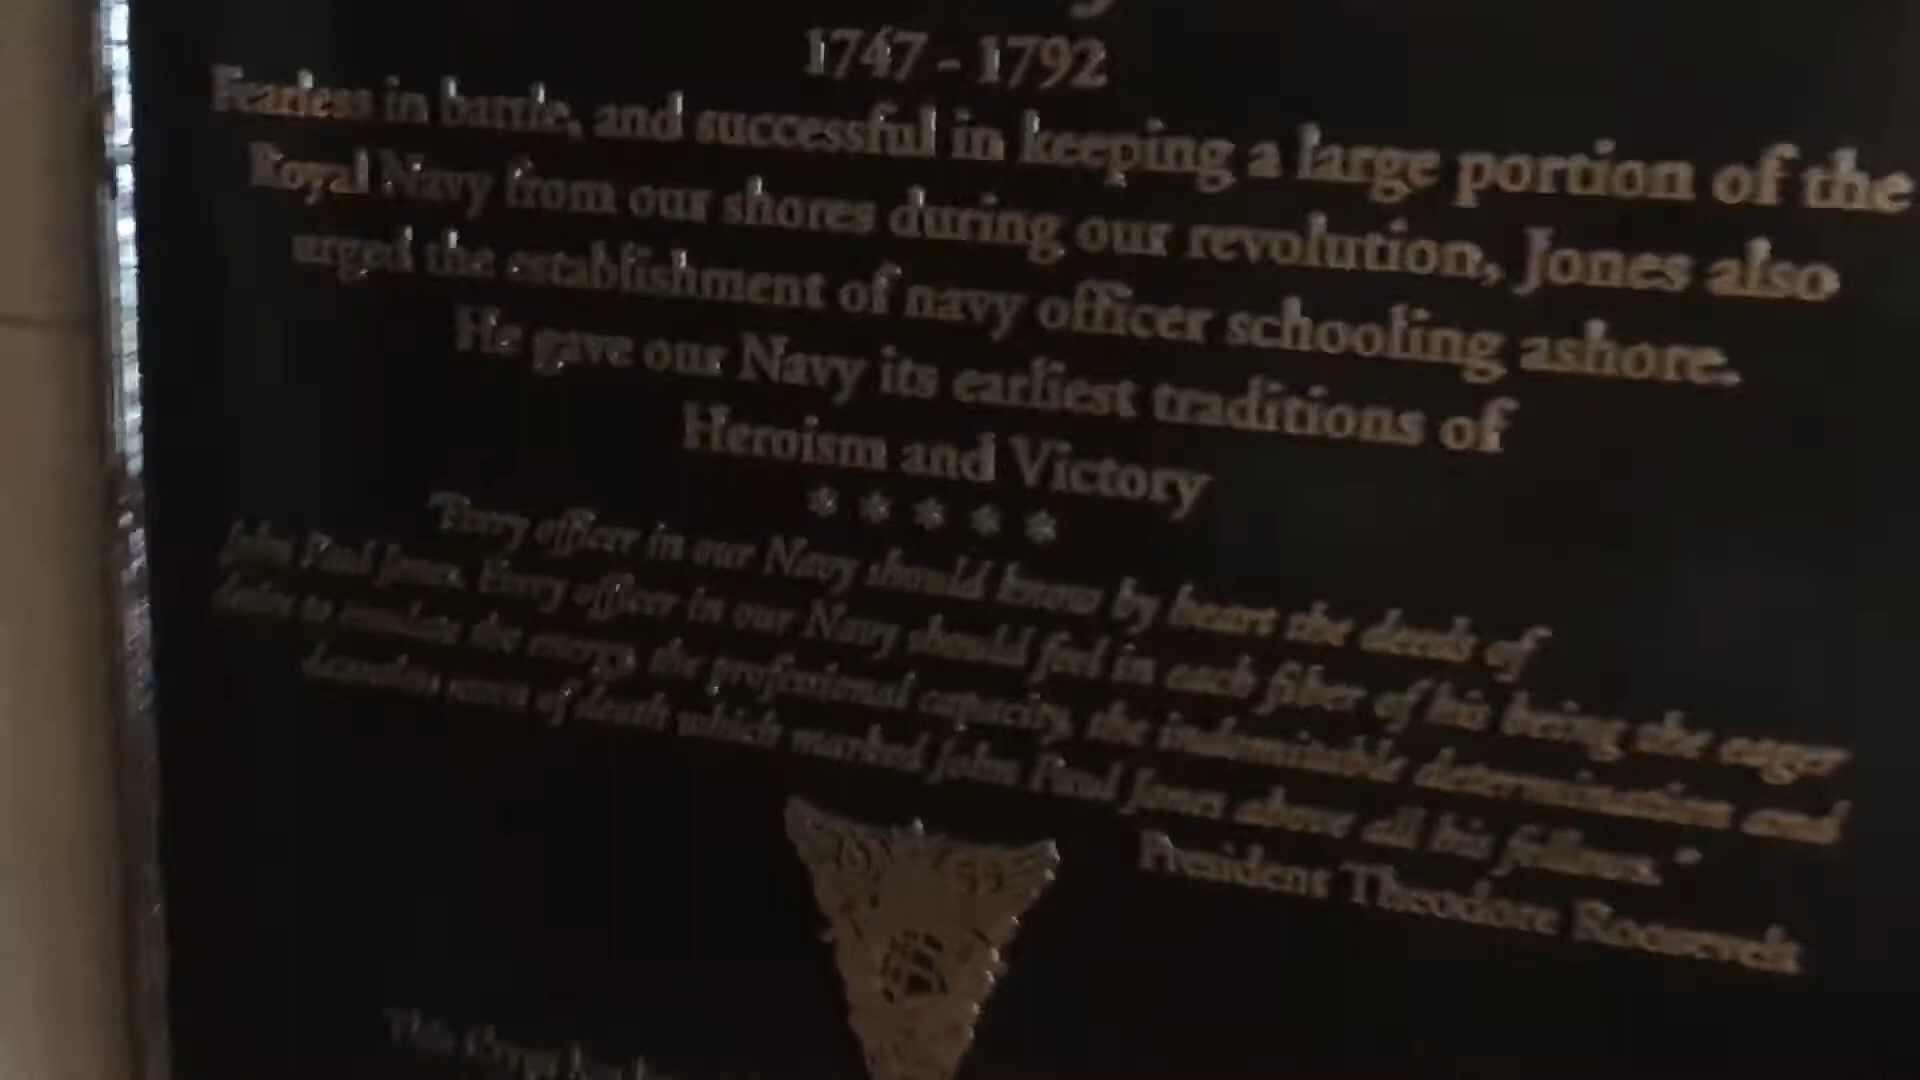 1747 - 1792
Fearless in battle, and successful in keeping a large portion of the
Royal Navy from our shores during our revolution, Jones also
urged the establishment of navy officer schooling ashore.
He gave our Navy its earliest traditions of
Heroism and Victory
* * * * *
"Every officer in our Navy should know by heart the deeds of
John Paul Jones. Every officer in our Navy should feel in each fiber of his being the eager
desire to emulate the energy, the professional capacity, the indomitable determination and
dauntless scorn of death which marked John Paul Jones above all his fellows."
President Theodore Roosevelt
19 55
This